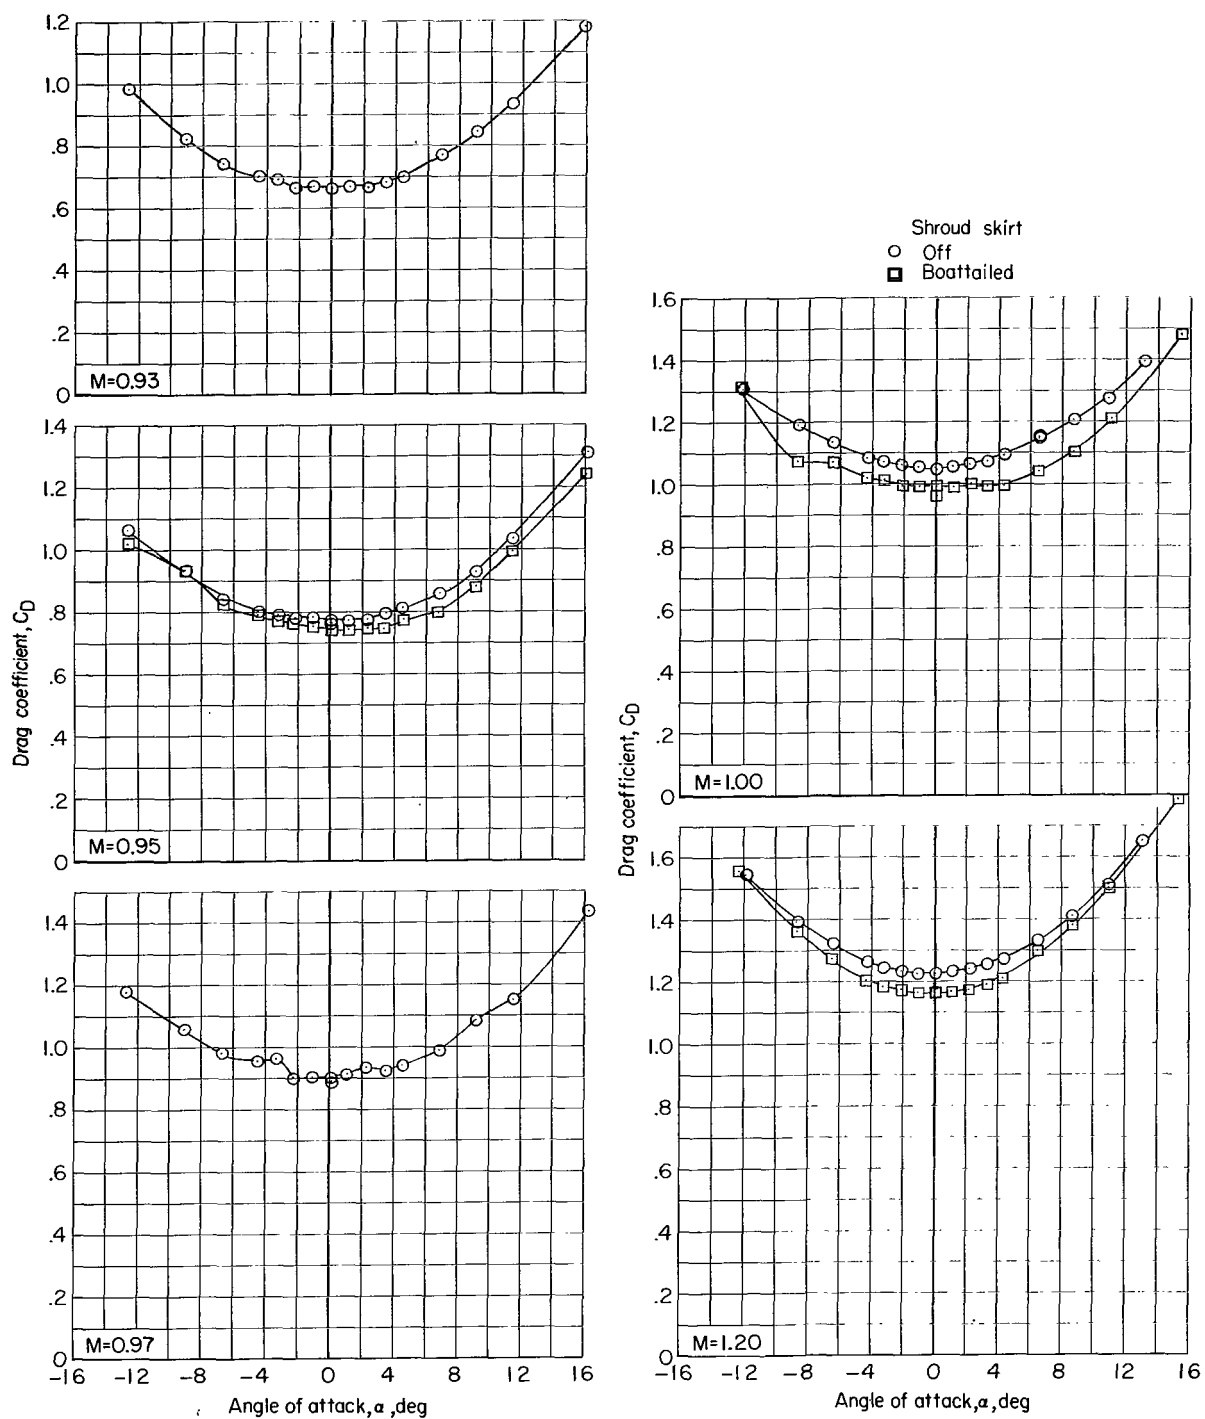 1.2
1.0
.8
.6
.4
.2
0
M=0.93
1.4
1.2
1.0
.8
.6
.4
.2
0
M=0.95
Drag coefficient, CD
1.4
1.2
1.0
.8
.6
.4
.2
0
M=0.97
-16 -12 -8 -4 0 4 8 12 16
Angle of attack, α, deg
Shroud skirt
Off
Boattailed
1.6
1.4
1.2
1.0
.8
.6
.4
.2
0
M=1.00
Drag coefficient, CD
1.6
1.4
1.2
1.0
.8
.6
.4
.2
0
M=1.20
-16 -12 -8 -4 0 4 8 12 16
Angle of attack, α, deg